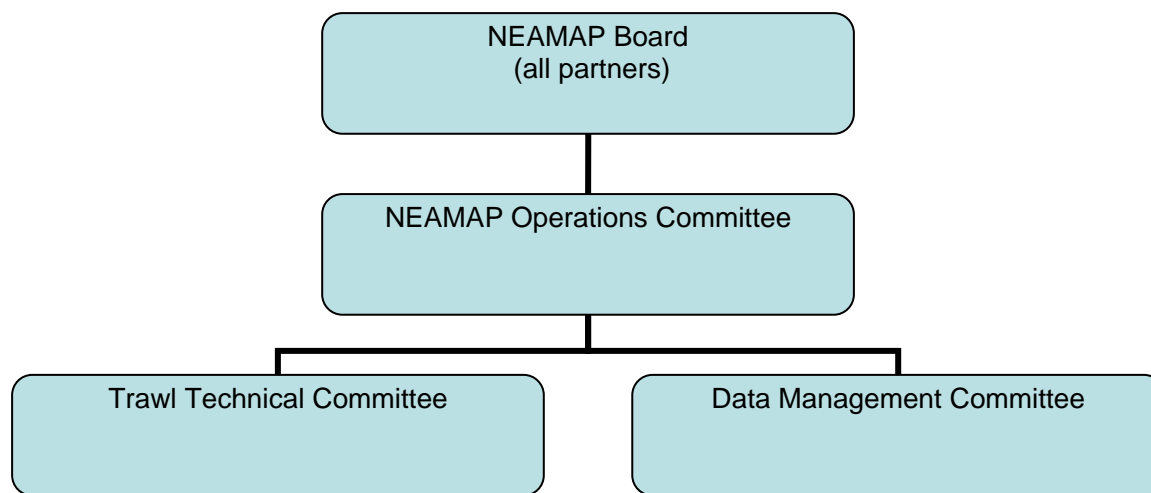 NEAMAP Board
(all partners)
NEAMAP Operations Committee
Trawl Technical Committee
Data Management Committee